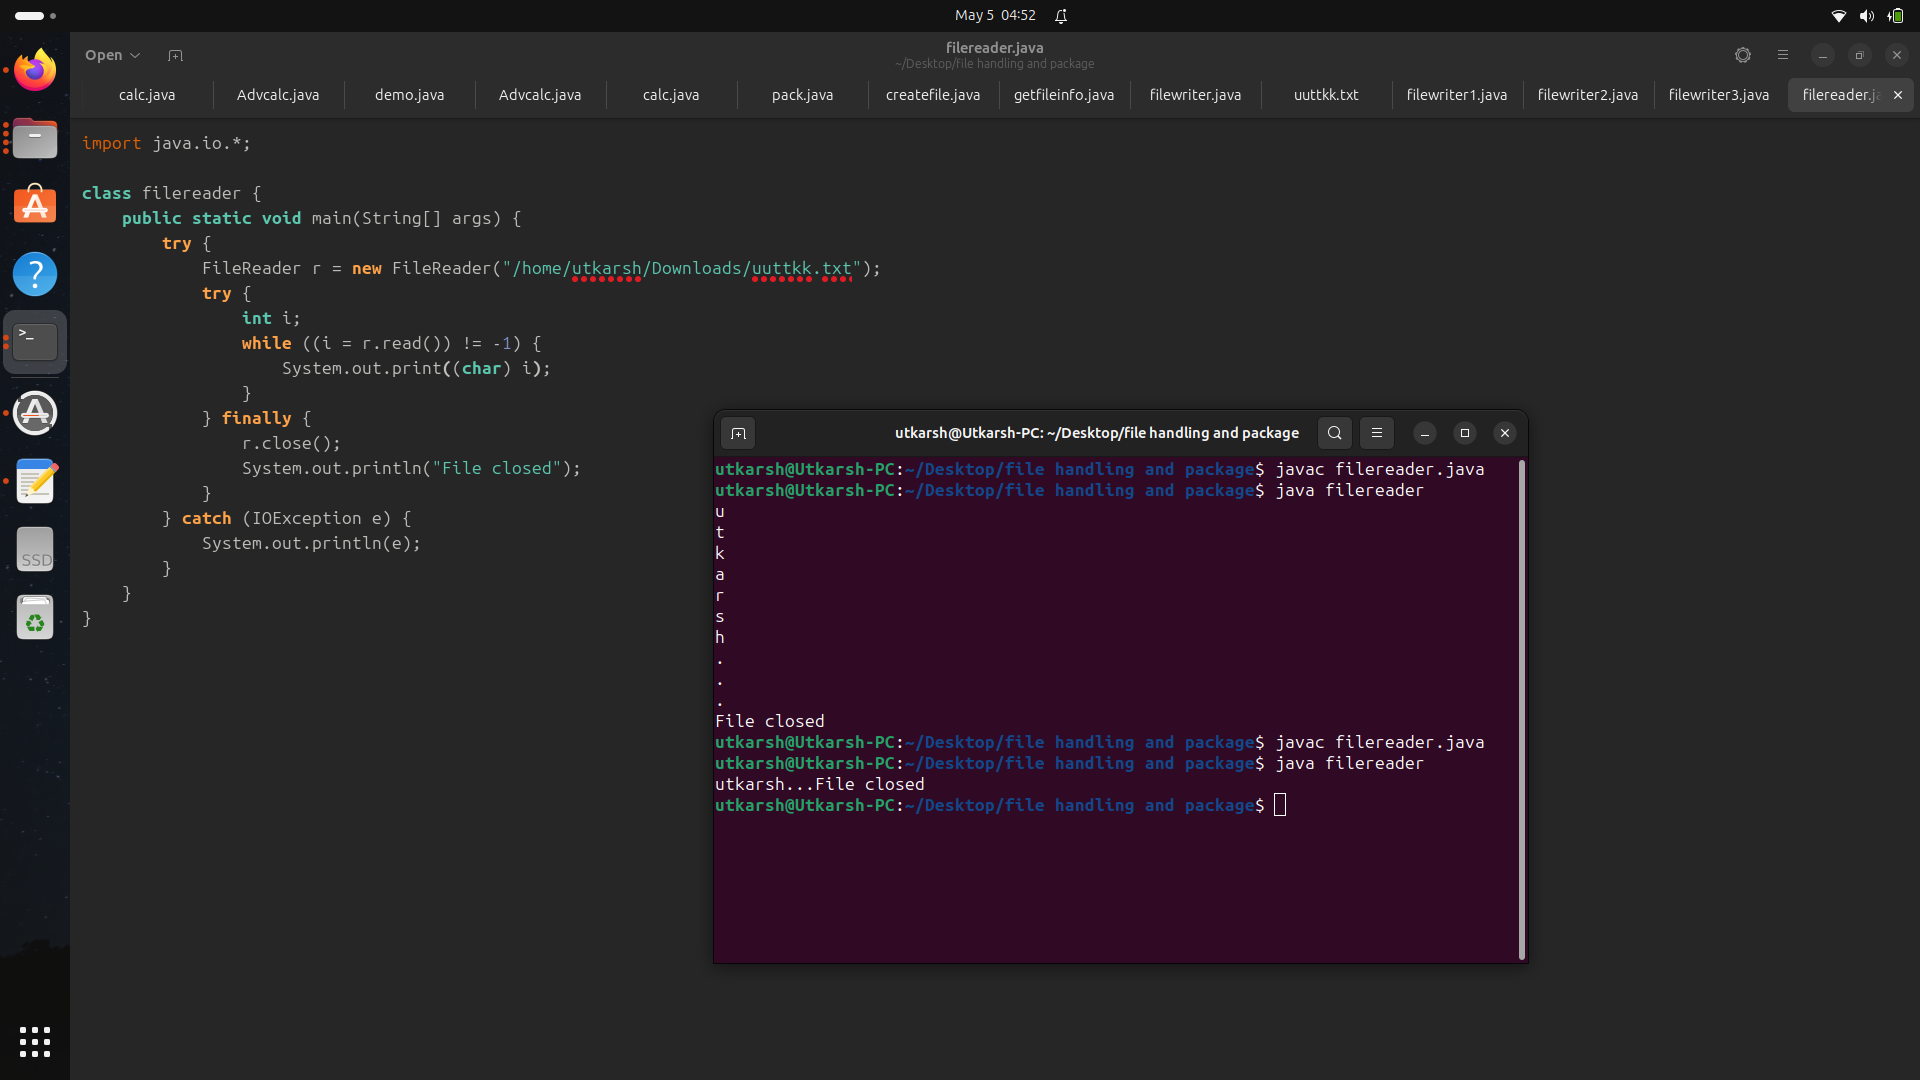 May 5 04:52
Open
filereader.java
~/Desktop/file handling and package
calc.java Advcalc.java demo.java Advcalc.java calc.java pack.java createfile.java getfileinfo.java filewriter.java uuttkk.txt filewriter1.java filewriter2.java filewriter3.java filereader.ja
import java.io.*;
class filereader {
    public static void main(String[] args) {
        try {
            FileReader r = new FileReader("/home/utkarsh/Downloads/uuttkk.txt");
            try {
                int i;
                while ((i = r.read()) != -1) {
                    System.out.print((char) i);
                }
            } finally {
                r.close();
                System.out.println("File closed");
            }
        } catch (IOException e) {
            System.out.println(e);
        }
    }
}
utkarsh@Utkarsh-PC: ~/Desktop/file handling and package
utkarsh@Utkarsh-PC:~/Desktop/file handling and package$ javac filereader.java
utkarsh@Utkarsh-PC:~/Desktop/file handling and package$ java filereader
u
t
k
a
r
s
h
.
.
.
File closed
utkarsh@Utkarsh-PC:~/Desktop/file handling and package$ javac filereader.java
utkarsh@Utkarsh-PC:~/Desktop/file handling and package$ java filereader
utkarsh...File closed
utkarsh@Utkarsh-PC:~/Desktop/file handling and package$
>_
SSD